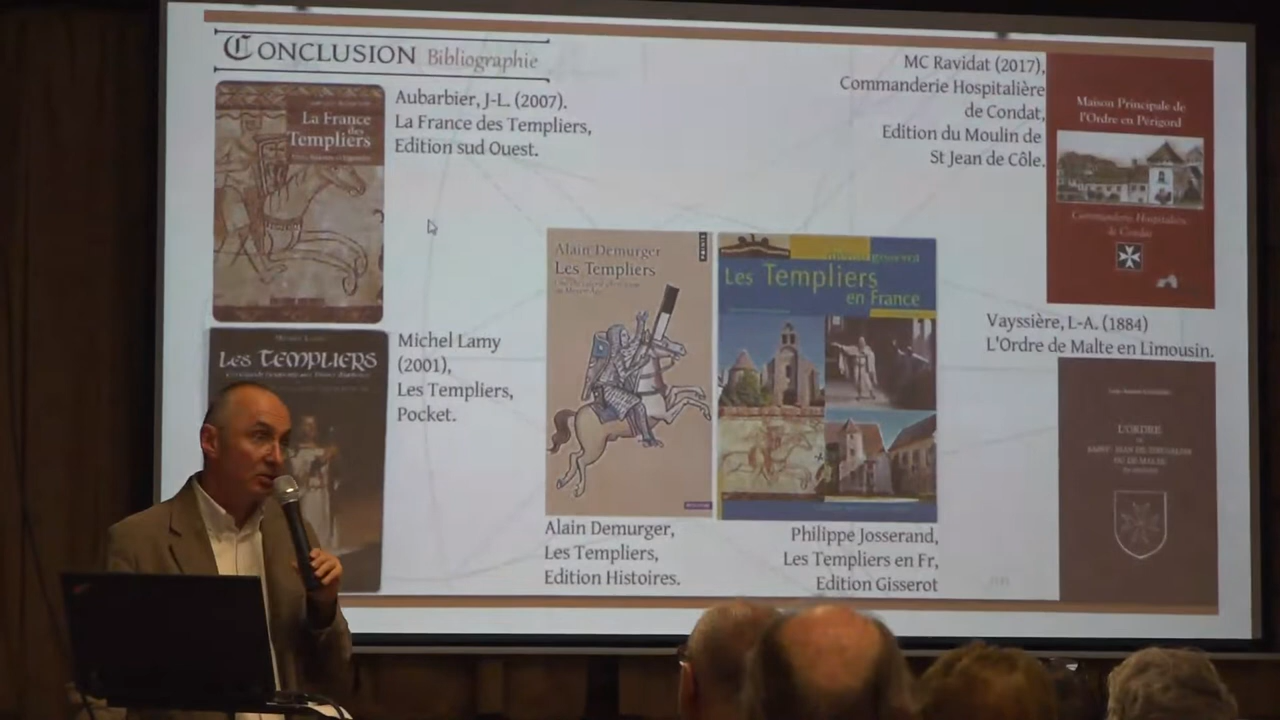 CONCLUSION Bibliographie
La France
des
Templiers
Aubarbier, J-L. (2007).
La France des Templiers,
Edition sud Ouest.
MC Ravidat (2017),
Commanderie Hospitalière
de Condat,
Edition du Moulin de
St Jean de Côle.
Maison Principale de
l'Ordre en Périgord
Commanderie Hospitalière
de Condat
LES TEMPLIERS
Michel Lamy
(2001),
Les Templiers,
Pocket.
Alain Demurger
Les Templiers
Les Templiers
en France
Alain Demurger,
Les Templiers,
Edition Histoires.
Philippe Josserand,
Les Templiers en Fr,
Edition Gisserot
Vayssière, L-A. (1884)
L'Ordre de Malte en Limousin.
L'ORDRE